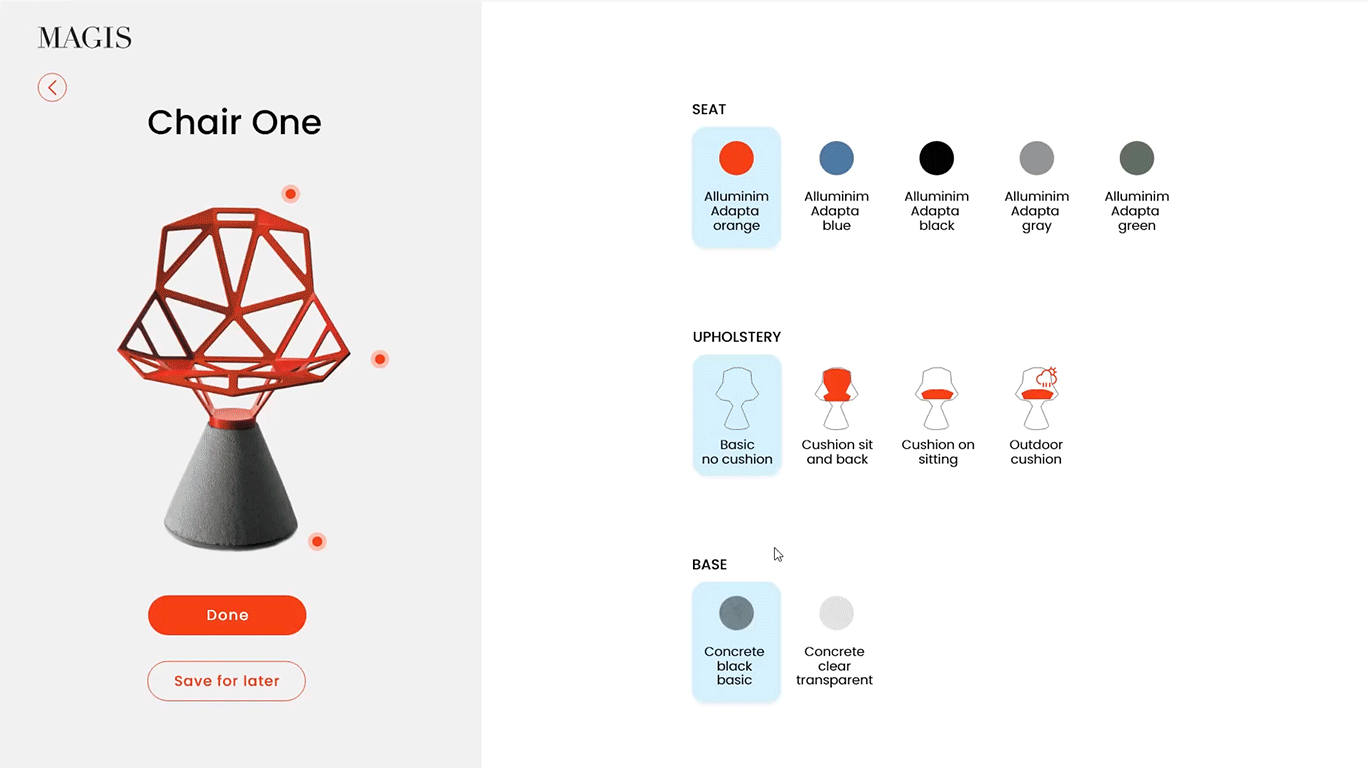 MAGIS
Chair One
Done
Save for later
SEAT
Alluminim
Adapta
orange
Alluminim
Adapta
blue
Alluminim
Adapta
black
Alluminim
Adapta
gray
Alluminim
Adapta
green
UPHOLSTERY
Basic
no cushion
Cushion sit
and back
Cushion on
sitting
Outdoor
cushion
BASE
Concrete
black
basic
Concrete
clear
transparent